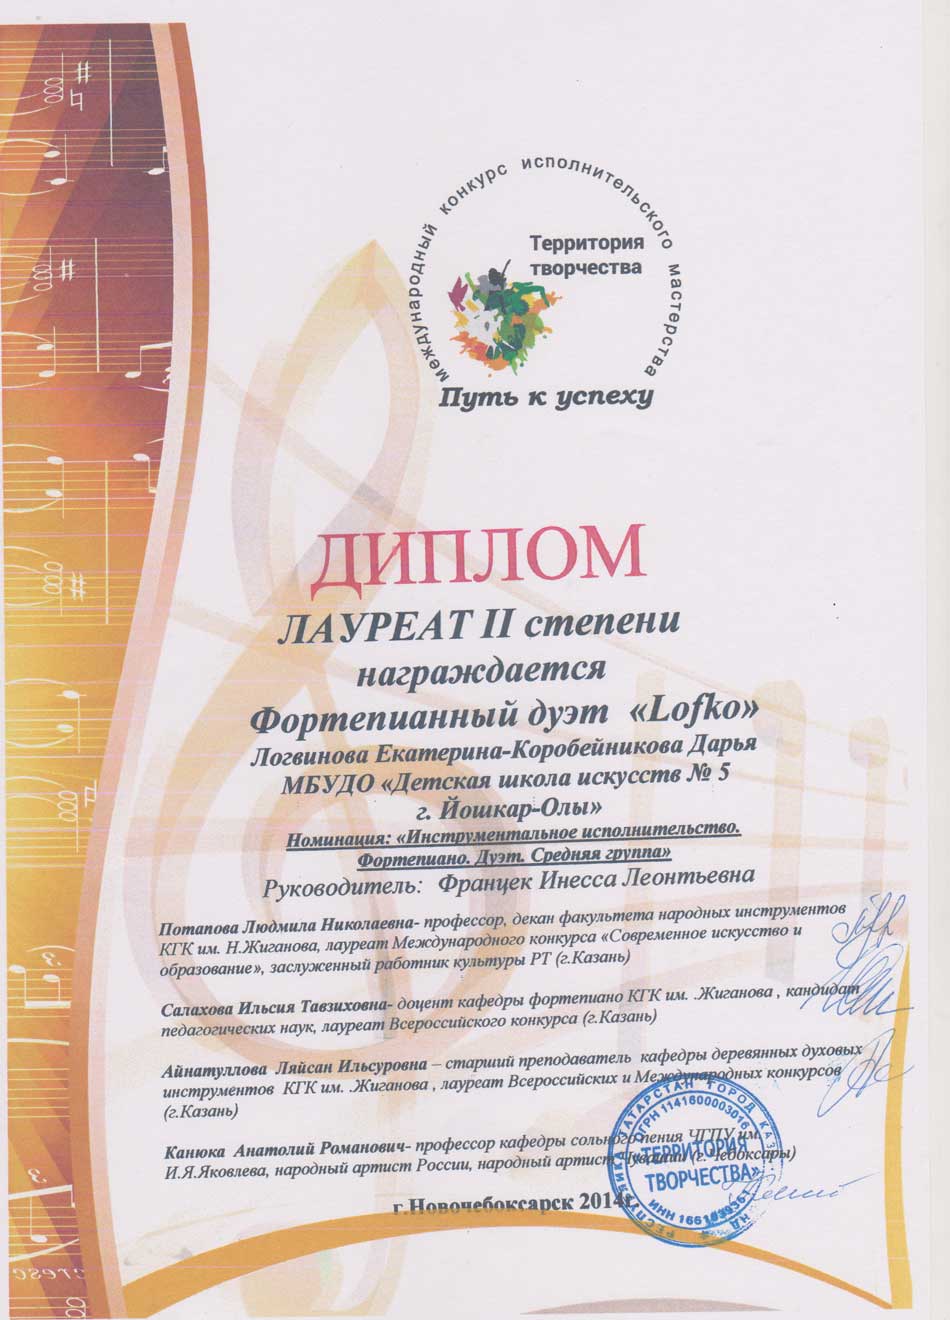 международный конкурс исполнительского мастерства
Территория
творчества
Путь к успеху
ДИПЛОМ
ЛАУРЕАТ II степени
награждается
Фортепианный дуэт «Lofko»
Логвинова Екатерина-Коробейникова Дарья
МБУДО «Детская школа искусств № 5
г. Йошкар-Олы»
Номинация: «Инструментальное исполнительство.
Фортепиано. Дуэт. Средняя группа»
Руководитель: Францек Инесса Леонтьевна
Потапова Людмила Николаевна- профессор, декан факультета народных инструментов
КГК им. Н.Жиганова, лауреат Международного конкурса «Современное искусство и
образование», заслуженный работник культуры РТ (г.Казань)
Салахова Ильсия Тавзиховна- доцент кафедры фортепиано КГК им. .Жиганова , кандидат
педагогических наук, лауреат Всероссийского конкурса (г.Казань)
Айнатуллова Ляйсан Ильсуровна – старший преподаватель кафедры деревянных духовых
инструментов КГК им. .Жиганова , лауреат Всероссийских и Международных конкурсов
(г.Казань)
Канюка Анатолий Романович- профессор кафедры сольного пения ЧГПУ им.
И.Я.Яковлева, народный артист России, народный артист Чувашии (г. Чебоксары)
г.Новочебоксарск 2014г.
РЕСПУБЛИКА ТАТАРСТАН ГОРОД
ОГРН 1141600003016
«ТЕРРИТОРИЯ
ТВОРЧЕСТВА»
ИНН